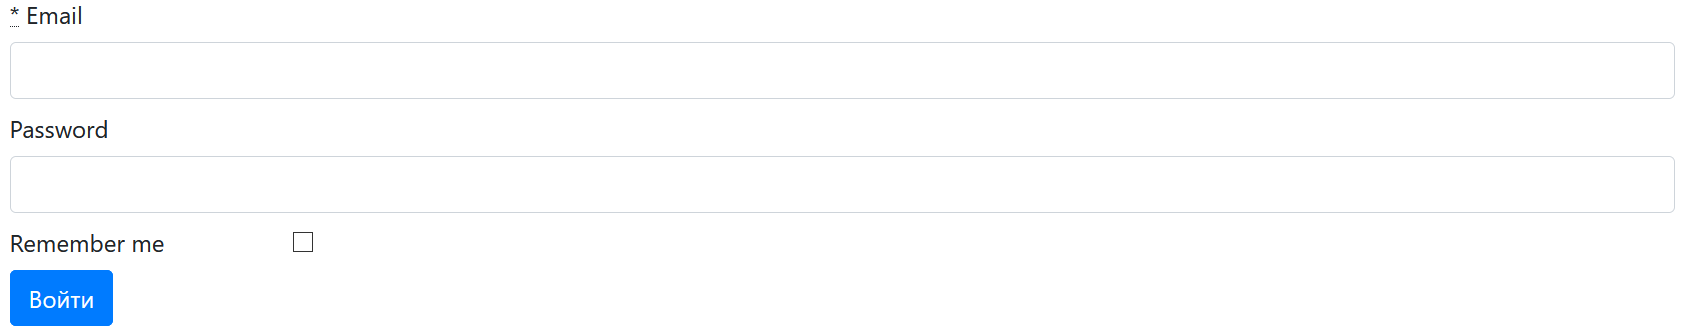 * Email
Password
Remember me
Войти